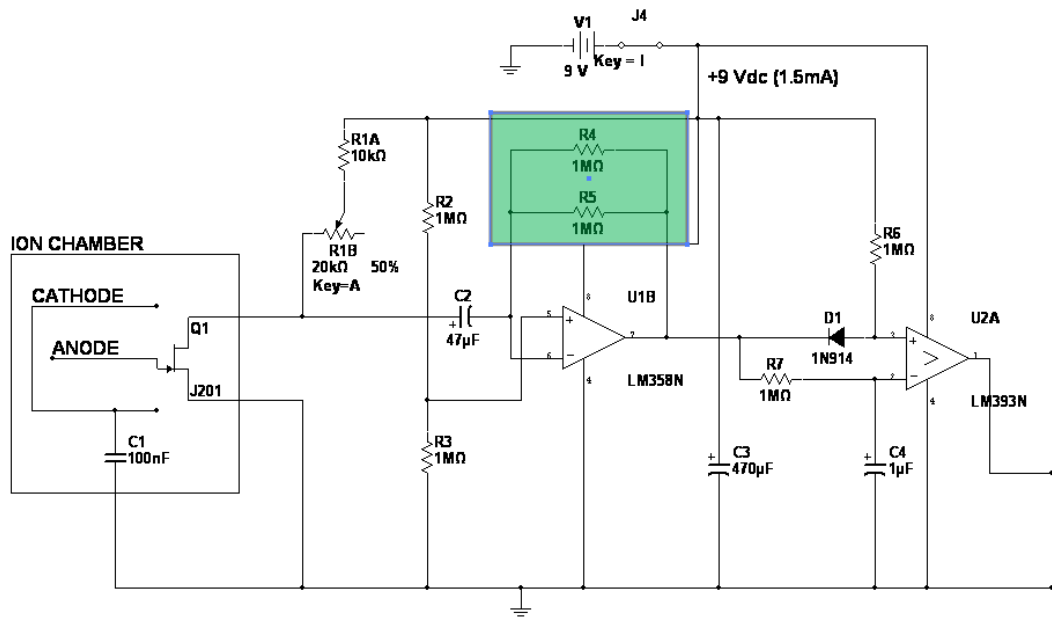 J4
V1
9 V
Key = I
+9 Vdc (1.5mA)
R1A
10kΩ
R4
1MΩ
R2
1MΩ
R5
1MΩ
R1B
20kΩ 50%
Key=A
R6
1MΩ
ION CHAMBER
CATHODE
Q1
ANODE
J201
C1
100nF
C2
+
47µF
U1B
8
5
+
6
−
7
4
LM358N
R3
1MΩ
D1
1N914
R7
1MΩ
U2A
8
3
+
>
1
2
−
4
LM393N
+
C3
470µF
+
C4
1µF